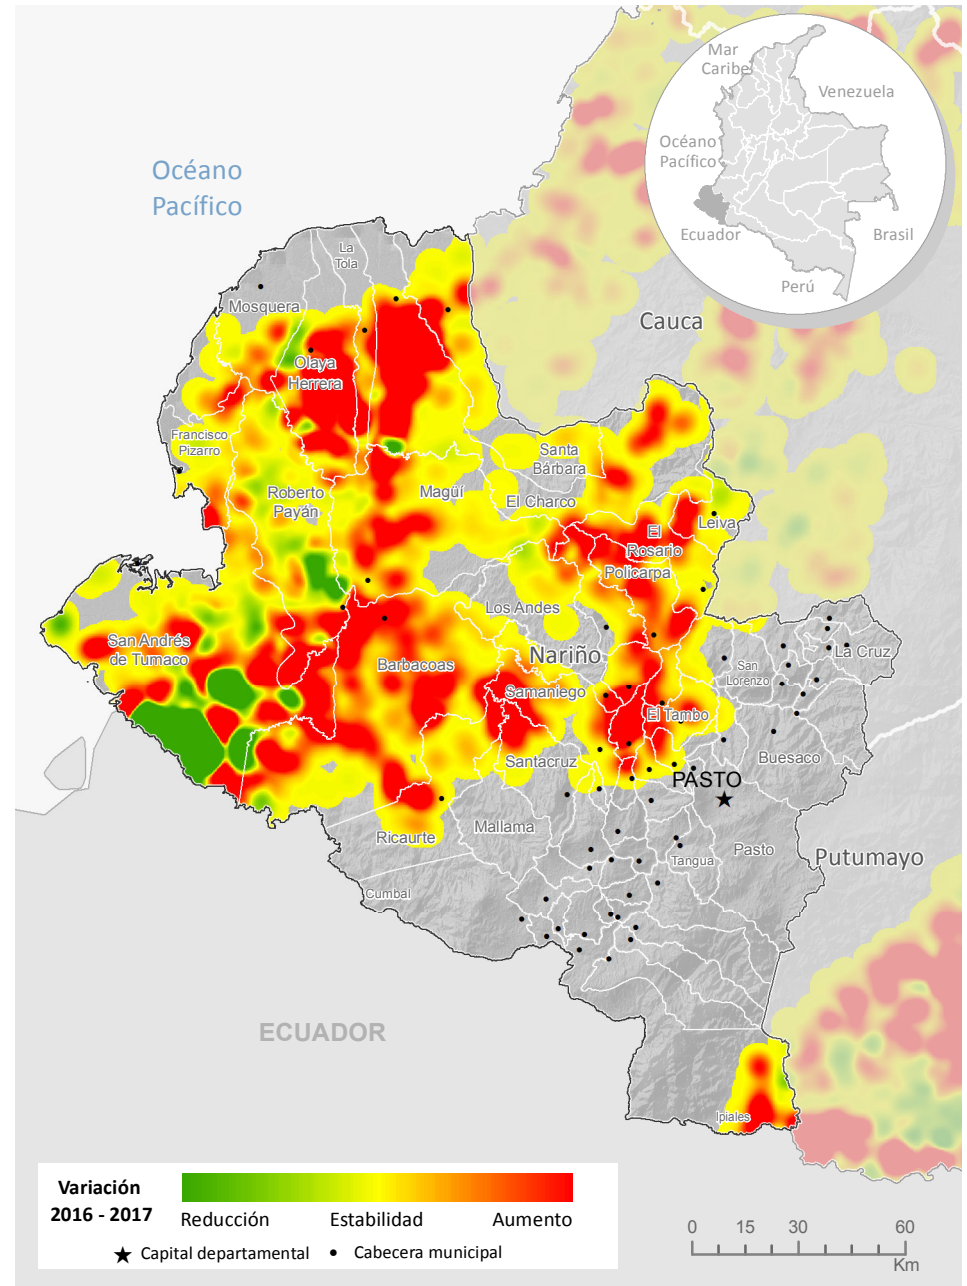 Mar
Caribe
Venezuela
Océano
Pacífico
Ecuador
Brasil
Perú
Océano
Pacífico
La
Tola
Mosquera
Cauca
Olaya
Herrera
Francisco
Pizarro
Santa
Bárbara
Roberto
Payán
Magüí
El Charco
Leiva
El
Rosario
Policarpa
Los Andes
San Andrés
de Tumaco
Barbacoas
Nariño
San
Lorenzo
La Cruz
Samaniego
El Tambo
Santacruz
Buesaco
PASTO
Ricaurte
Mallama
Tangua
Pasto
Putumayo
Cumbal
ECUADOR
Ipiales
Variación
2016 - 2017
Reducción
Estabilidad
Aumento
Capital departamental
Cabecera municipal
0 15 30 60
Km